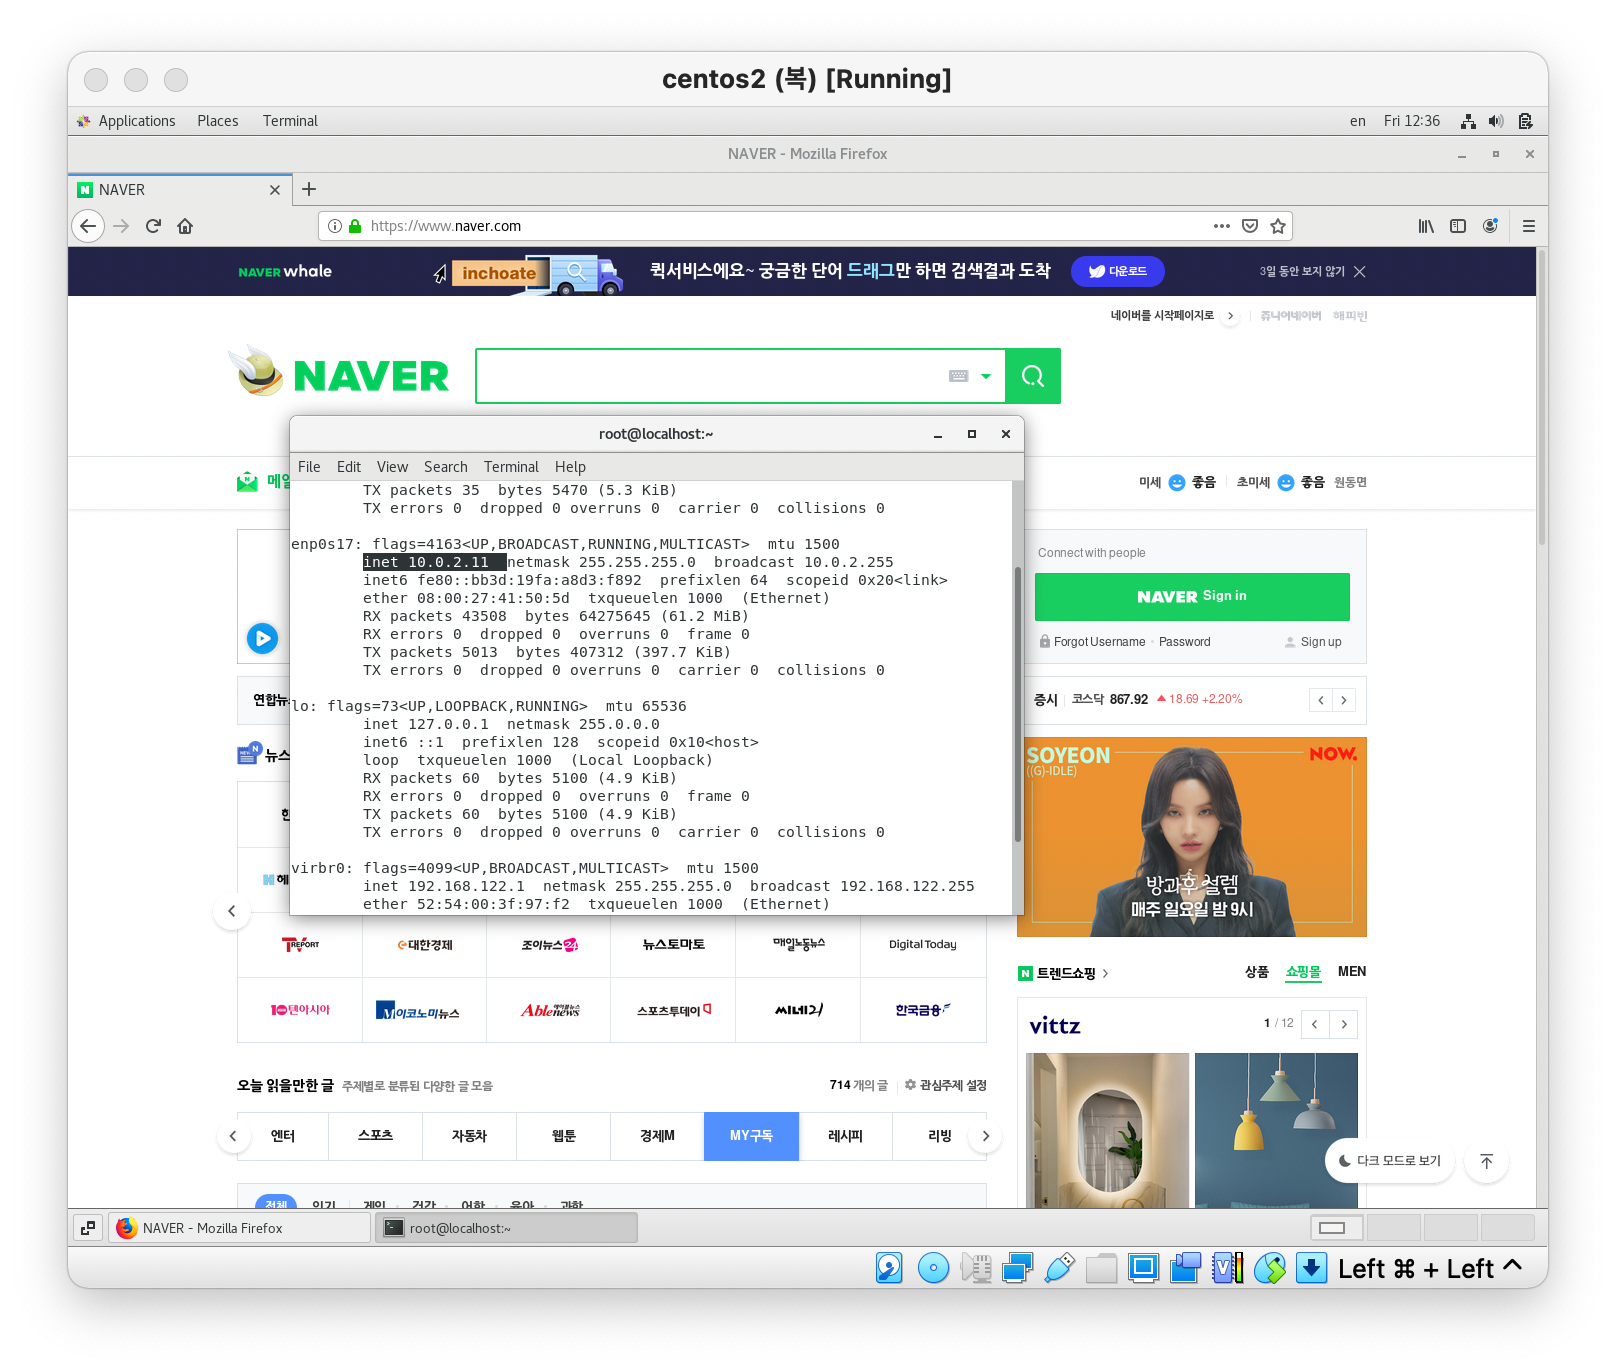 centos2 (복) [Running]
Applications Places Terminal
en Fri 12:36
NAVER - Mozilla Firefox
NAVER
https://www.naver.com
NAVER whale
inchoate
퀵서비스에요~ 궁금한 단어 드래그만 하면 검색결과 도착
다운로드
3일 동안 보지 않기
네이버를 시작페이지로
쥬니어네이버 해피빈
NAVER
root@localhost:~
File Edit View Search Terminal Help
TX packets 35  bytes 5470 (5.3 KiB)
TX errors 0  dropped 0 overruns 0  carrier 0  collisions 0
enp0s17: flags=4163<UP,BROADCAST,RUNNING,MULTICAST>  mtu 1500
inet 10.0.2.11  netmask 255.255.255.0  broadcast 10.0.2.255
inet6 fe80::bb3d:19fa:a8d3:f892  prefixlen 64  scopeid 0x20<link>
ether 08:00:27:41:50:5d  txqueuelen 1000  (Ethernet)
RX packets 43508  bytes 64275645 (61.2 MiB)
RX errors 0  dropped 0  overruns 0  frame 0
TX packets 5013  bytes 407312 (397.7 KiB)
TX errors 0  dropped 0 overruns 0  carrier 0  collisions 0
lo: flags=73<UP,LOOPBACK,RUNNING>  mtu 65536
inet 127.0.0.1  netmask 255.0.0.0
inet6 ::1  prefixlen 128  scopeid 0x10<host>
loop  txqueuelen 1000  (Local Loopback)
RX packets 60  bytes 5100 (4.9 KiB)
RX errors 0  dropped 0  overruns 0  frame 0
TX packets 60  bytes 5100 (4.9 KiB)
TX errors 0  dropped 0 overruns 0  carrier 0  collisions 0
virbr0: flags=4099<UP,BROADCAST,MULTICAST>  mtu 1500
inet 192.168.122.1  netmask 255.255.255.0  broadcast 192.168.122.255
ether 52:54:00:3f:97:f2  txqueuelen 1000  (Ethernet)
메일
미세 좋음 초미세 좋음 원동면
Connect with people
NAVER Sign in
Forgot Username Password Sign up
연합뉴
증시 코스닥 867.92 18.69 +2.20%
뉴스
SOYEON
((G)-IDLE)
NOW.
방과후 설렘
매주 일요일 밤 9시
TVREPORT 대한경제 조이뉴스24 뉴스토마토 매일노동뉴스 Digital Today
10텐아시아 이코노미뉴스 에이블뉴스 Ablenews 스포츠투데이 씨네21 한국금융
트렌드쇼핑
상품 쇼핑몰 MEN
vittz
1 / 12
오늘 읽을만한 글 주제별로 분류된 다양한 글 모음
714 개의 글 관심주제 설정
엔터 스포츠 자동차 웹툰 경제M MY구독 레시피 리빙
다크 모드로 보기
전체 인기 게임 건강 어학 육아 과학
NAVER - Mozilla Firefox
root@localhost:~
Left ⌘ + Left ^